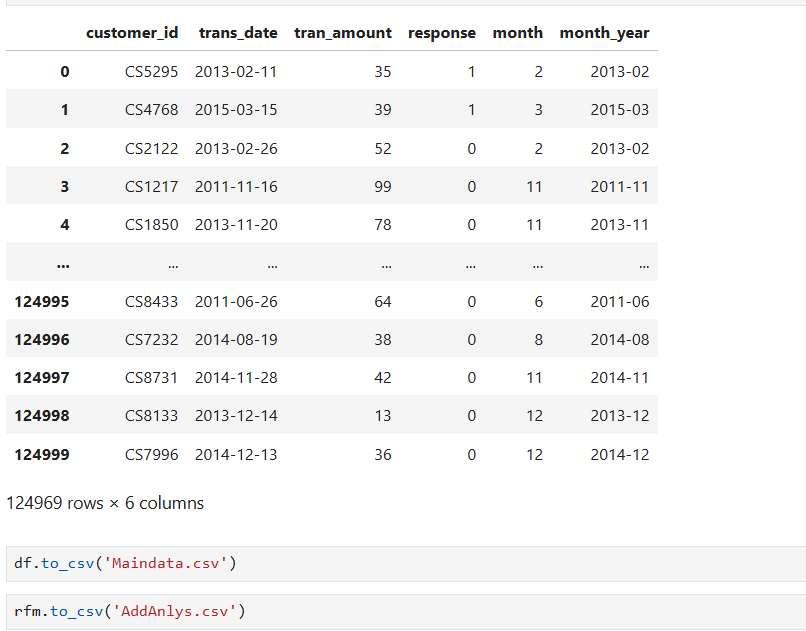 customer_id trans_date tran_amount response month month_year
0 CS5295 2013-02-11 35 1 2 2013-02
1 CS4768 2015-03-15 39 1 3 2015-03
2 CS2122 2013-02-26 52 0 2 2013-02
3 CS1217 2011-11-16 99 0 11 2011-11
4 CS1850 2013-11-20 78 0 11 2013-11
... ... ... ... ... ... ...
124995 CS8433 2011-06-26 64 0 6 2011-06
124996 CS7232 2014-08-19 38 0 8 2014-08
124997 CS8731 2014-11-28 42 0 11 2014-11
124998 CS8133 2013-12-14 13 0 12 2013-12
124999 CS7996 2014-12-13 36 0 12 2014-12
124969 rows × 6 columns
df.to_csv('Maindata.csv')
rfm.to_csv('AddAnlys.csv')